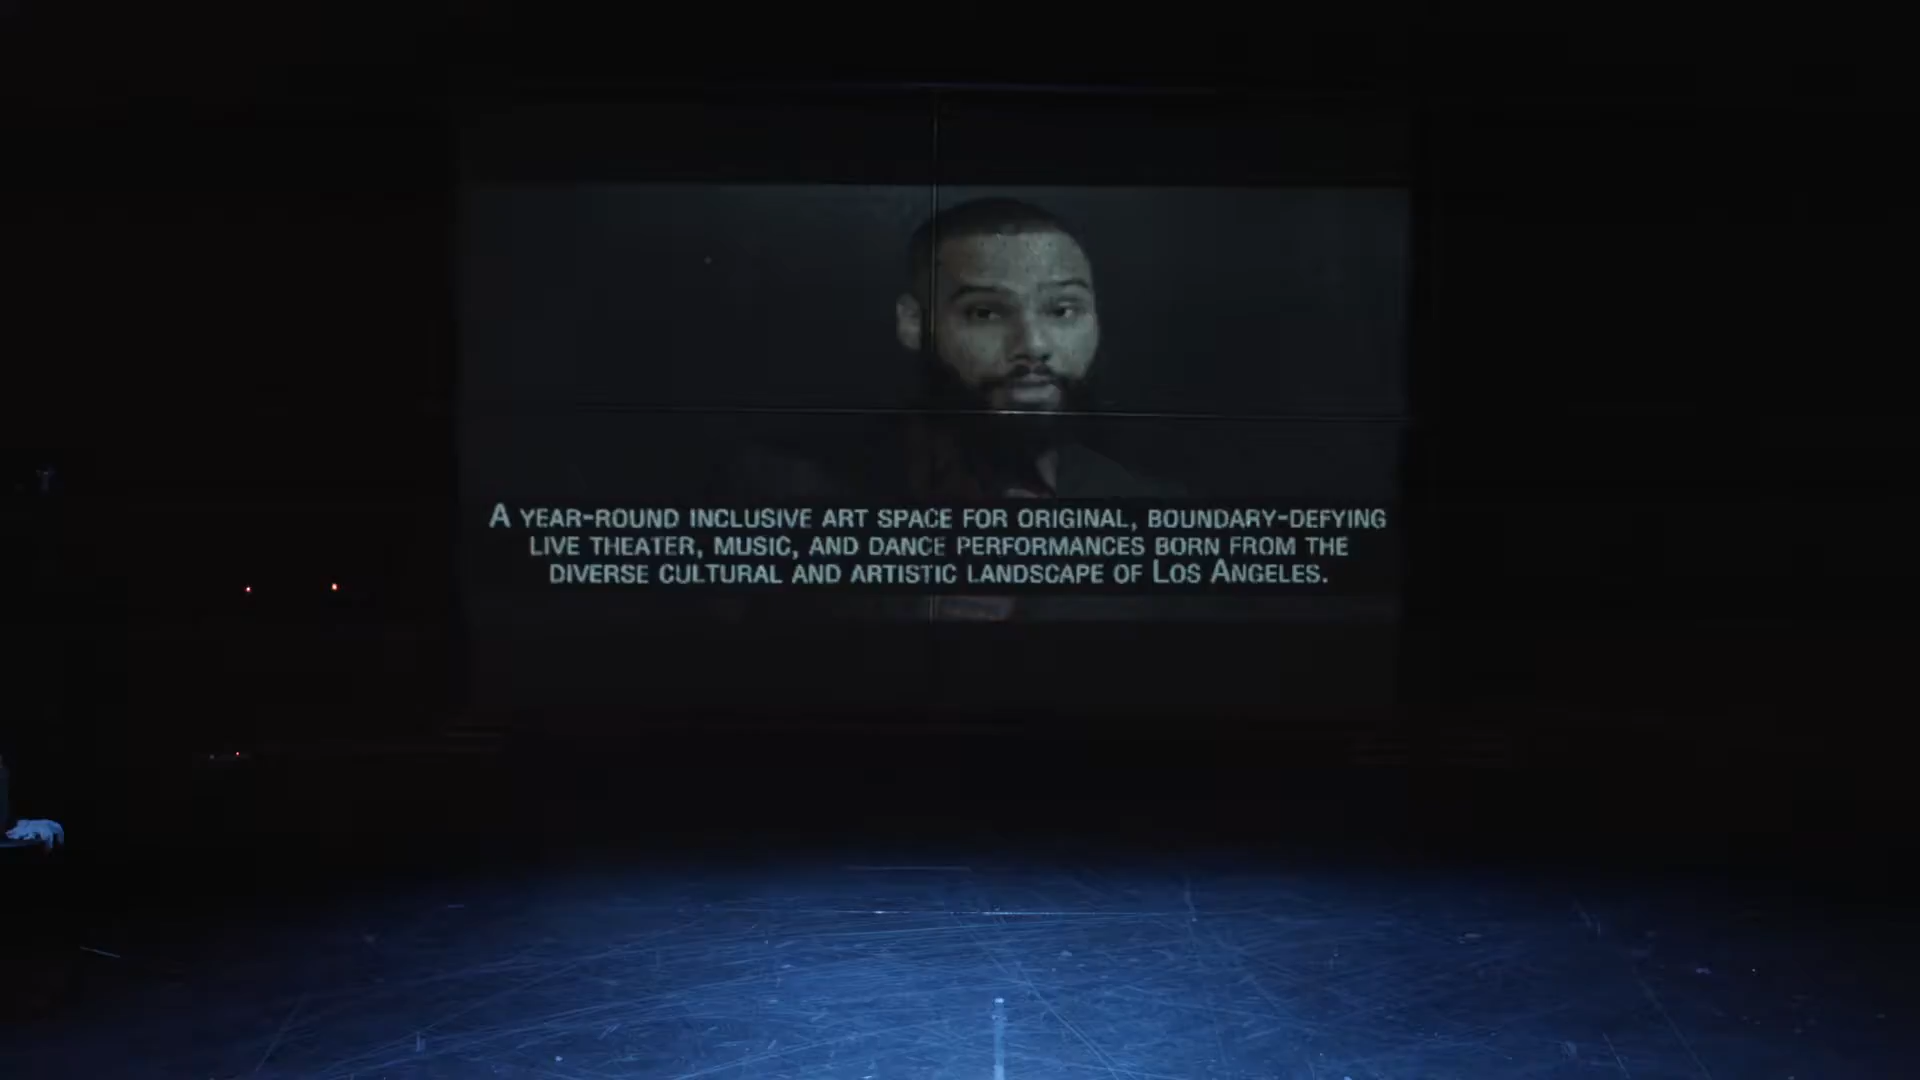 A YEAR-ROUND INCLUSIVE ART SPACE FOR ORIGINAL, BOUNDARY-DEFYING
LIVE THEATER, MUSIC, AND DANCE PERFORMANCES BORN FROM THE
DIVERSE CULTURAL AND ARTISTIC LANDSCAPE OF LOS ANGELES.